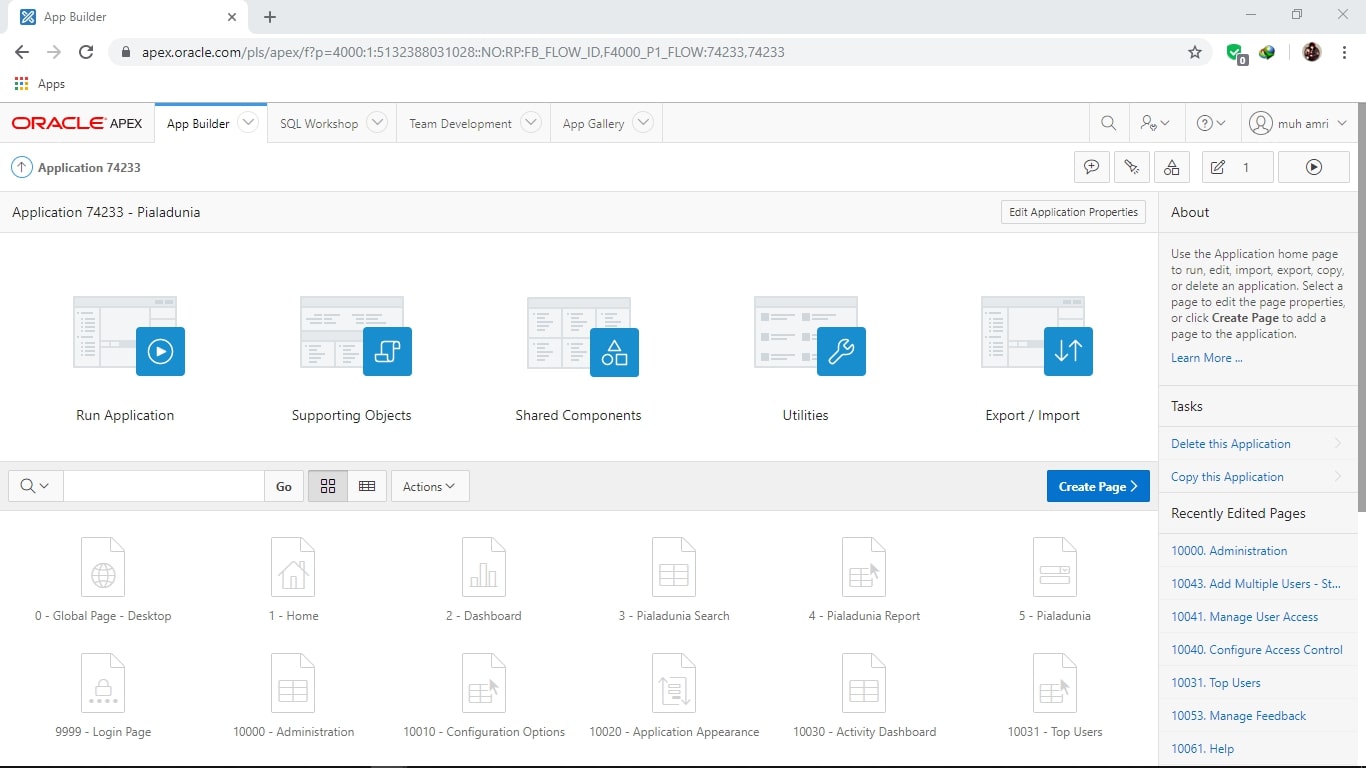 App Builder
apex.oracle.com/pls/apex/f?p=4000:1:5132388031028::NO:RP:FB_FLOW_ID,F4000_P1_FLOW:74233,74233
0
Apps
ORACLE APEX App Builder SQL Workshop Team Development App Gallery muh amri
Application 74233 1
Application 74233 - Pialadunia Edit Application Properties
Run Application Supporting Objects Shared Components Utilities Export / Import
Go Actions Create Page
0 - Global Page - Desktop 1 - Home 2 - Dashboard 3 - Pialadunia Search 4 - Pialadunia Report 5 - Pialadunia
9999 - Login Page 10000 - Administration 10010 - Configuration Options 10020 - Application Appearance 10030 - Activity Dashboard 10031 - Top Users
About
Use the Application home page
to run, edit, import, export, copy,
or delete an application. Select a
page to edit the page properties,
or click Create Page to add a
page to the application.
Learn More ...
Tasks
Delete this Application
Copy this Application
Recently Edited Pages
10000. Administration
10043. Add Multiple Users - St...
10041. Manage User Access
10040. Configure Access Control
10031. Top Users
10053. Manage Feedback
10061. Help